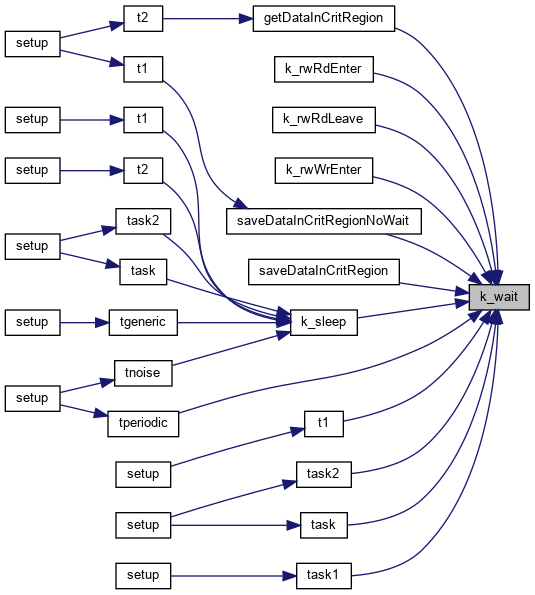 t2
getDataInCritRegion
setup
t1
k_rwRdEnter
t1
k_rwRdLeave
setup
setup
t2
k_rwWrEnter
task2
saveDataInCritRegionNoWait
setup
task
saveDataInCritRegion
k_wait
setup
tgeneric
k_sleep
tnoise
setup
tperiodic
t1
setup
task2
setup
task
setup
task1